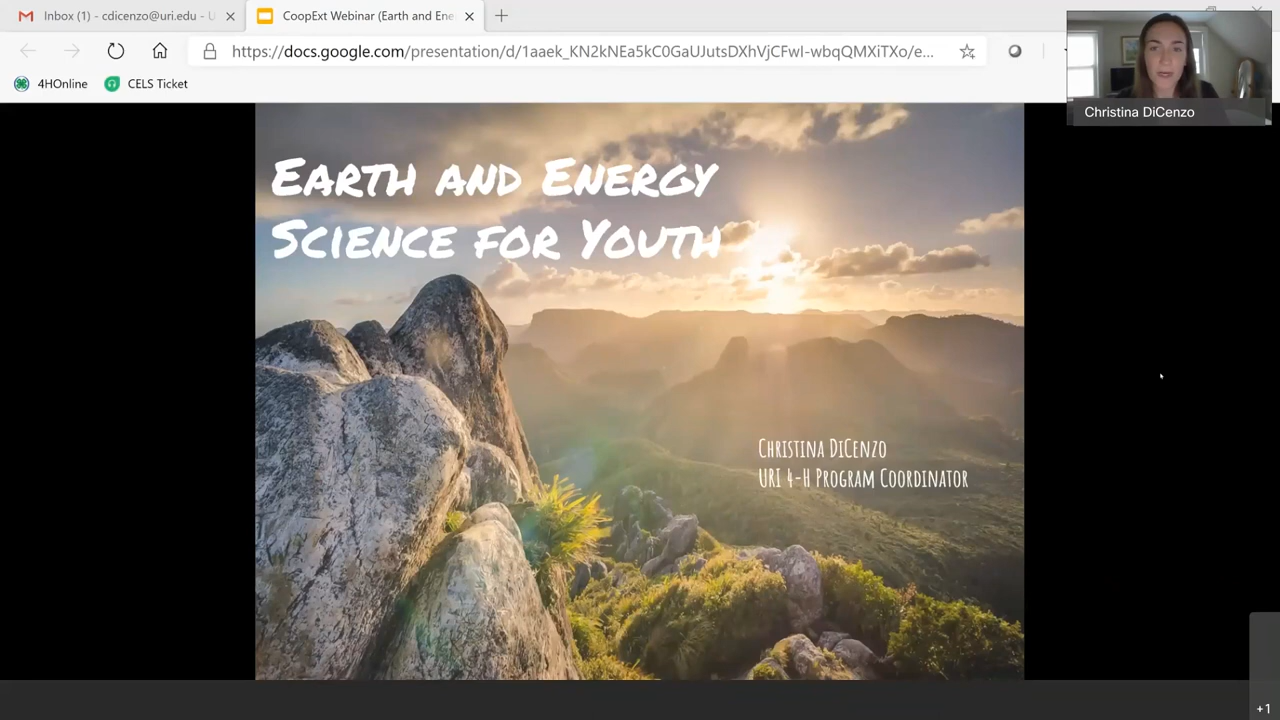 Inbox (1) - cdicenzo@uri.edu - U
CoopExt Webinar (Earth and Ene
https://docs.google.com/presentation/d/1aaek_KN2kNEa5kC0GaUJutsDXhVjCFwI-wbqQMXiTXo/e...
4HOnline
CELS Ticket
Christina DiCenzo
Earth and Energy
Science for Youth
Christina DiCenzo
URI 4-H Program Coordinator
+1